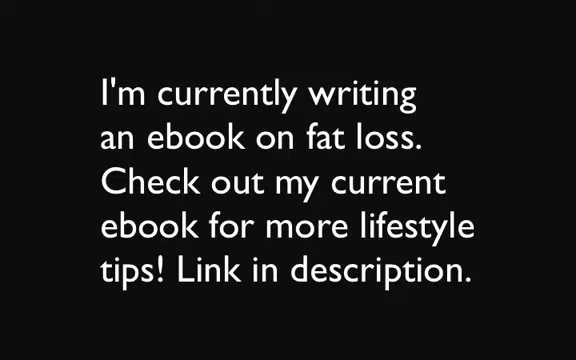 I'm currently writing
an ebook on fat loss.
Check out my current
ebook for more lifestyle
tips! Link in description.